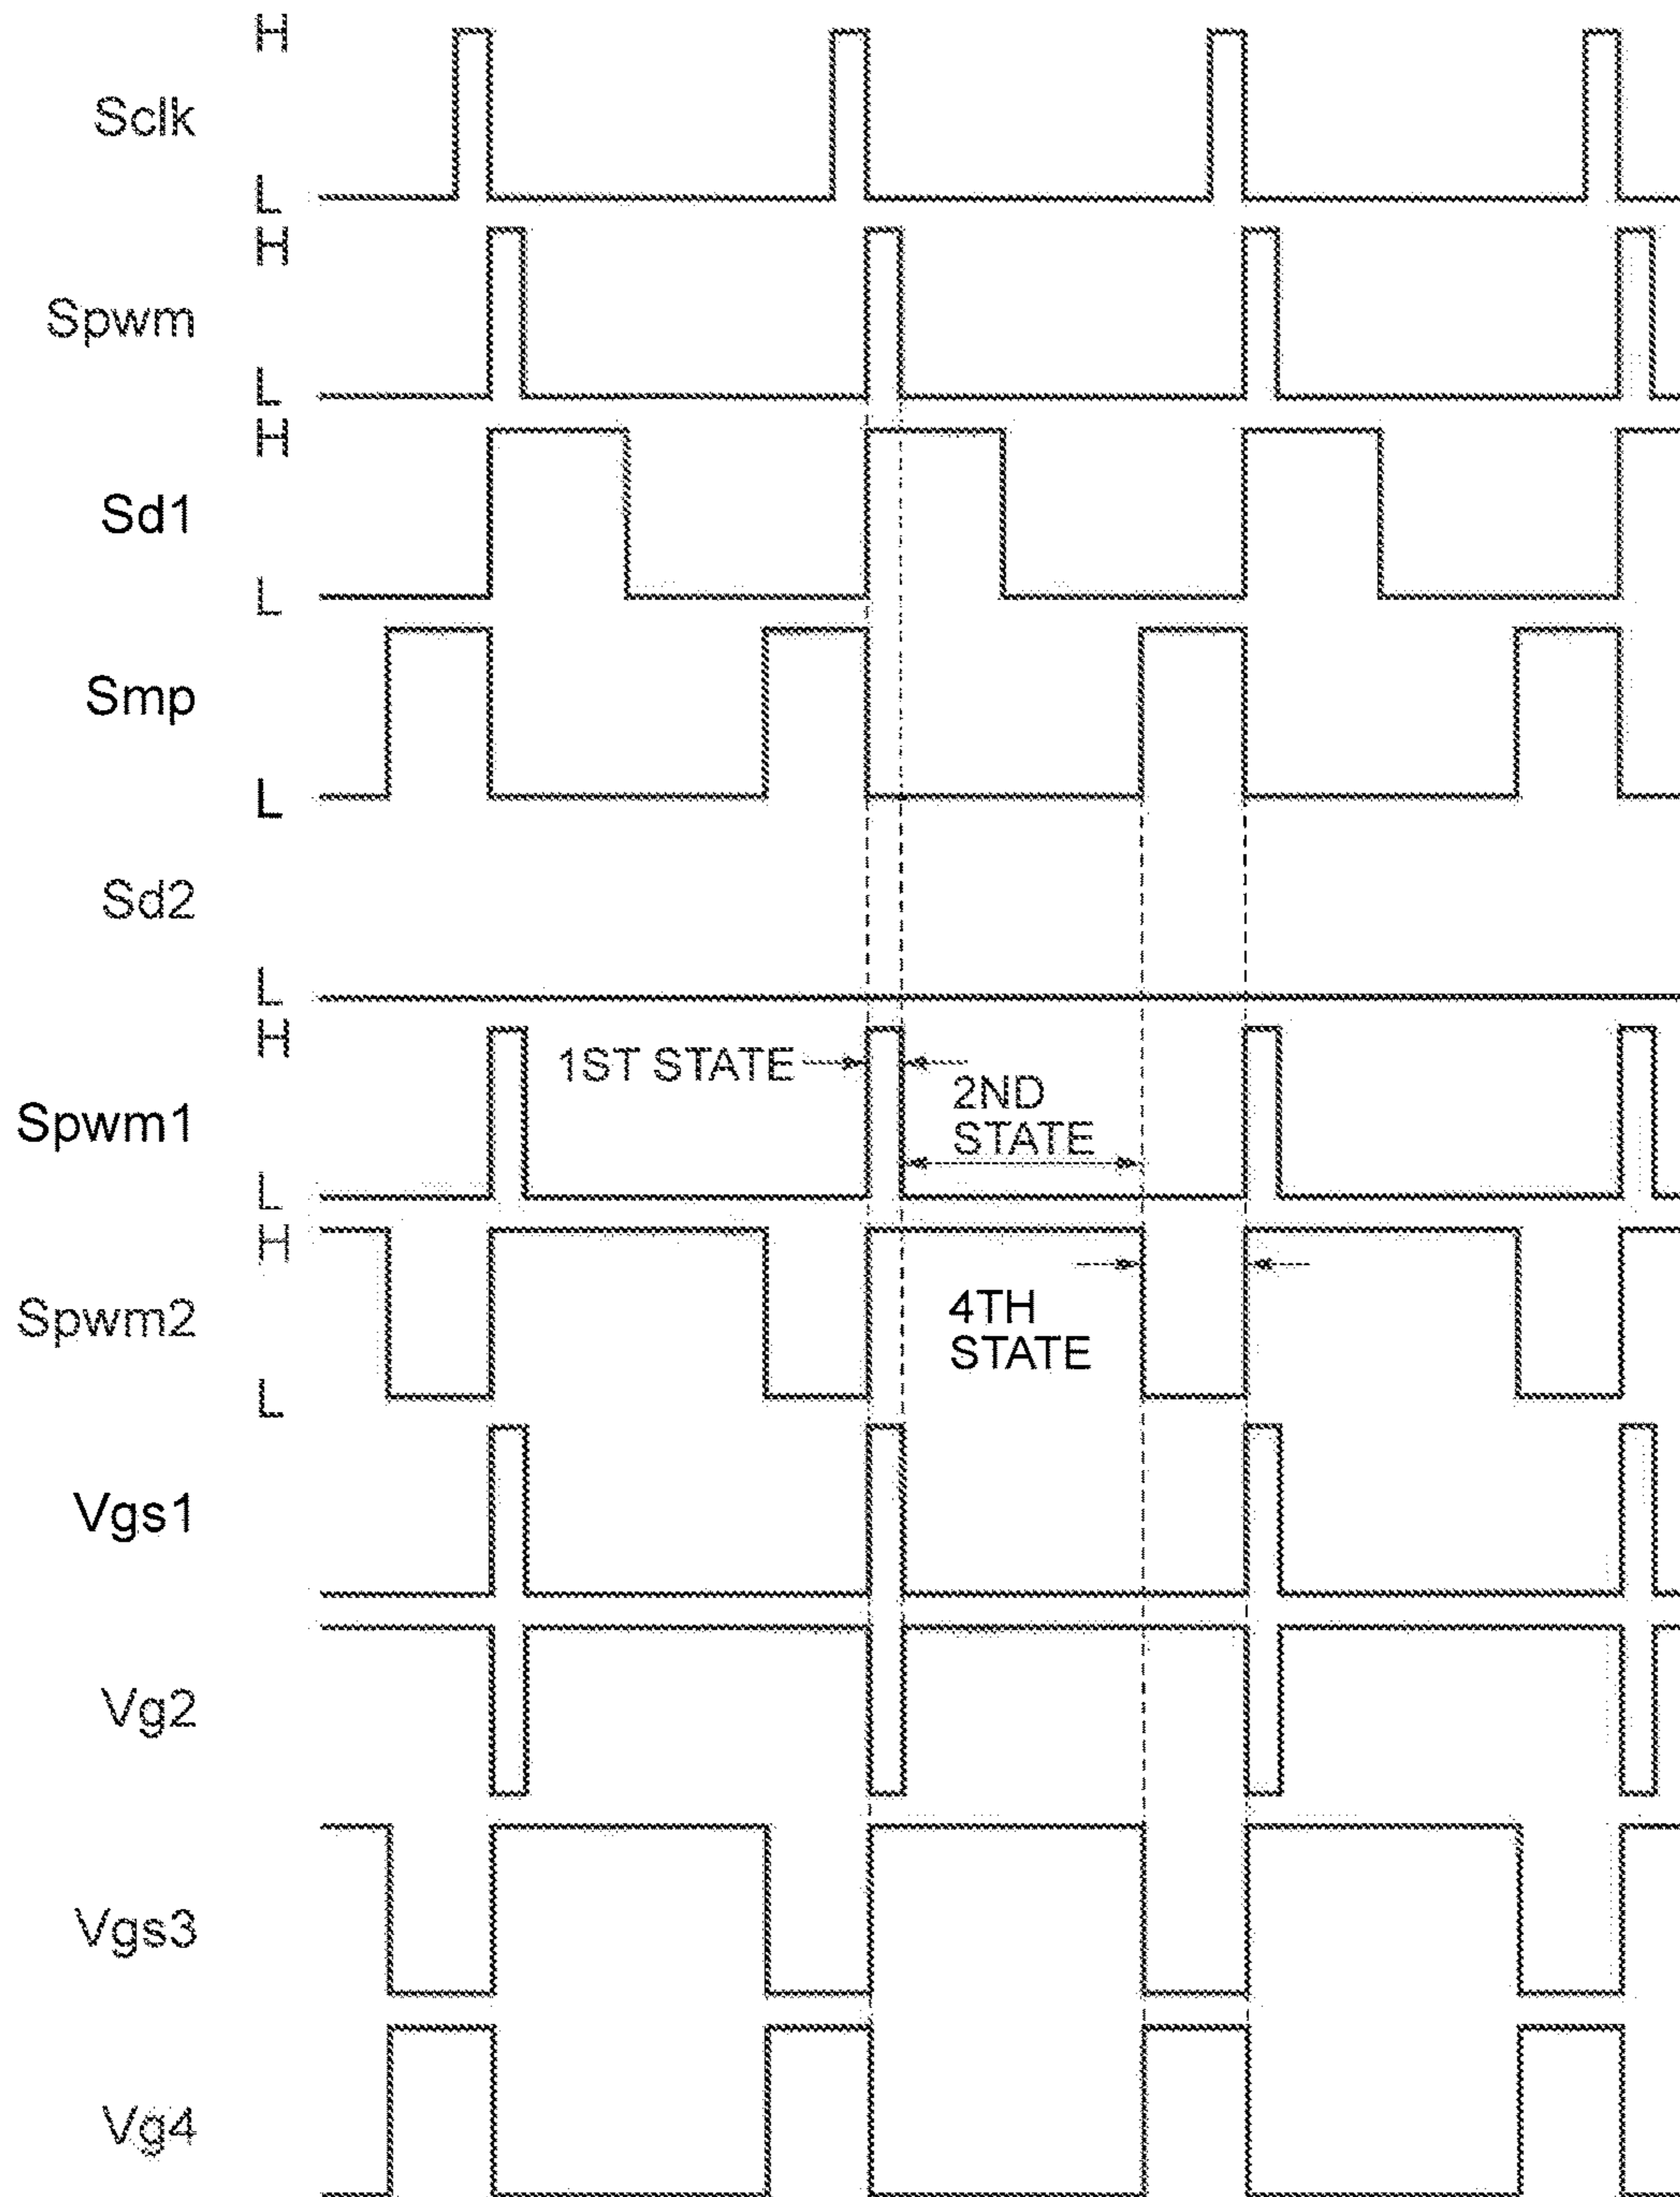 H
Sclk
L
H
Spwm
L
H
Sd1
L
Smp
L
Sd2
L
H
1ST STATE
2ND
STATE
Spwm1
L
H
4TH
STATE
Spwm2
L
Vgs1
Vg2
Vgs3
Vg4